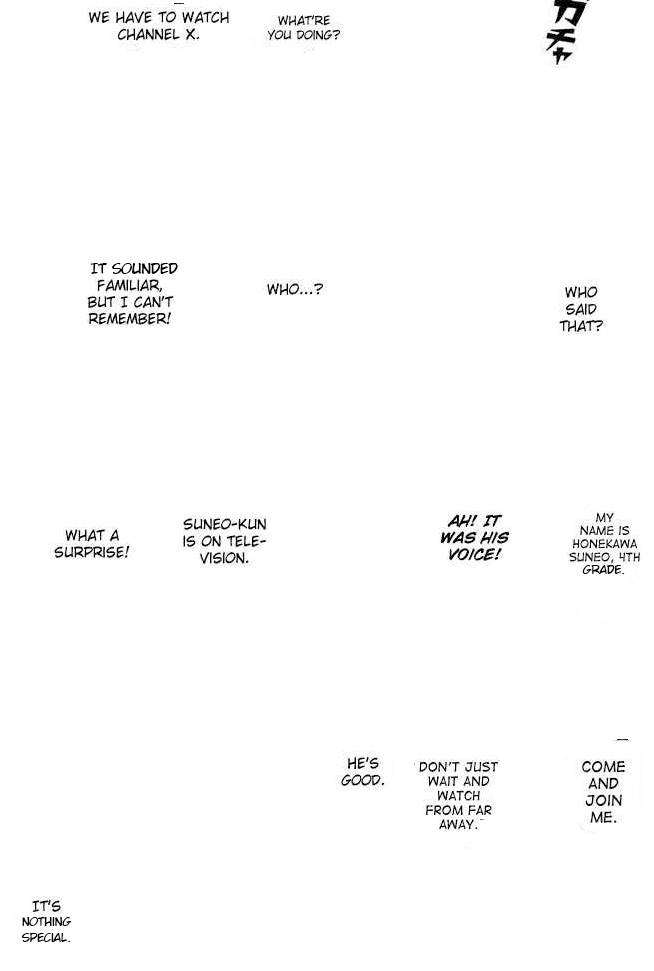 ガチャ
WHAT'RE
YOU DOING?
WE HAVE TO WATCH
CHANNEL X.
WHO
SAID
THAT?
WHO...?
IT SOUNDED
FAMILIAR,
BUT I CAN'T
REMEMBER!
MY
NAME IS
HONEKAWA
SUNEO, 4TH
GRADE.
AH! IT
WAS HIS
VOICE!
SUNEO-KUN
IS ON TELE-
VISION.
WHAT A
SURPRISE!
COME
AND
JOIN
ME.
DON'T JUST
WAIT AND
WATCH
FROM FAR
AWAY.
HE'S
GOOD.
IT'S
NOTHING
SPECIAL.